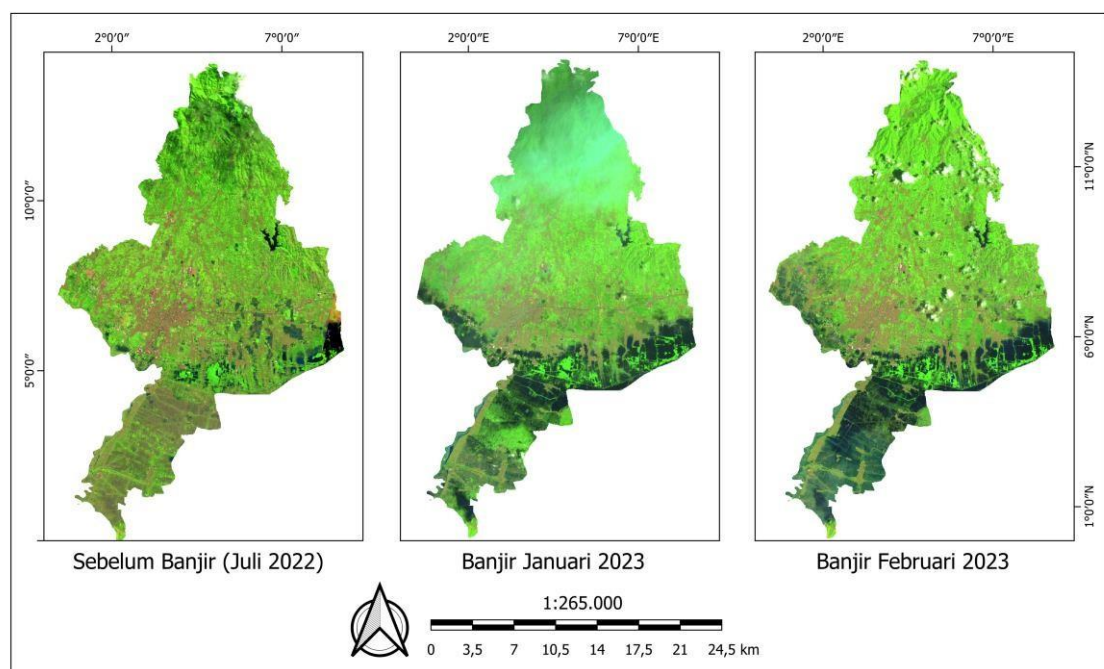 2°0'0" 7°0'0" 2°0'0"E 7°0'0"E 2°0'0"E 7°0'0"E
10°0'0"
5°0'0"
11°0'0"N
6°0'0"N
1°0'0"N
Sebelum Banjir (Juli 2022) Banjir Januari 2023 Banjir Februari 2023
1:265.000
0 3,5 7 10,5 14 17,5 21 24,5 km